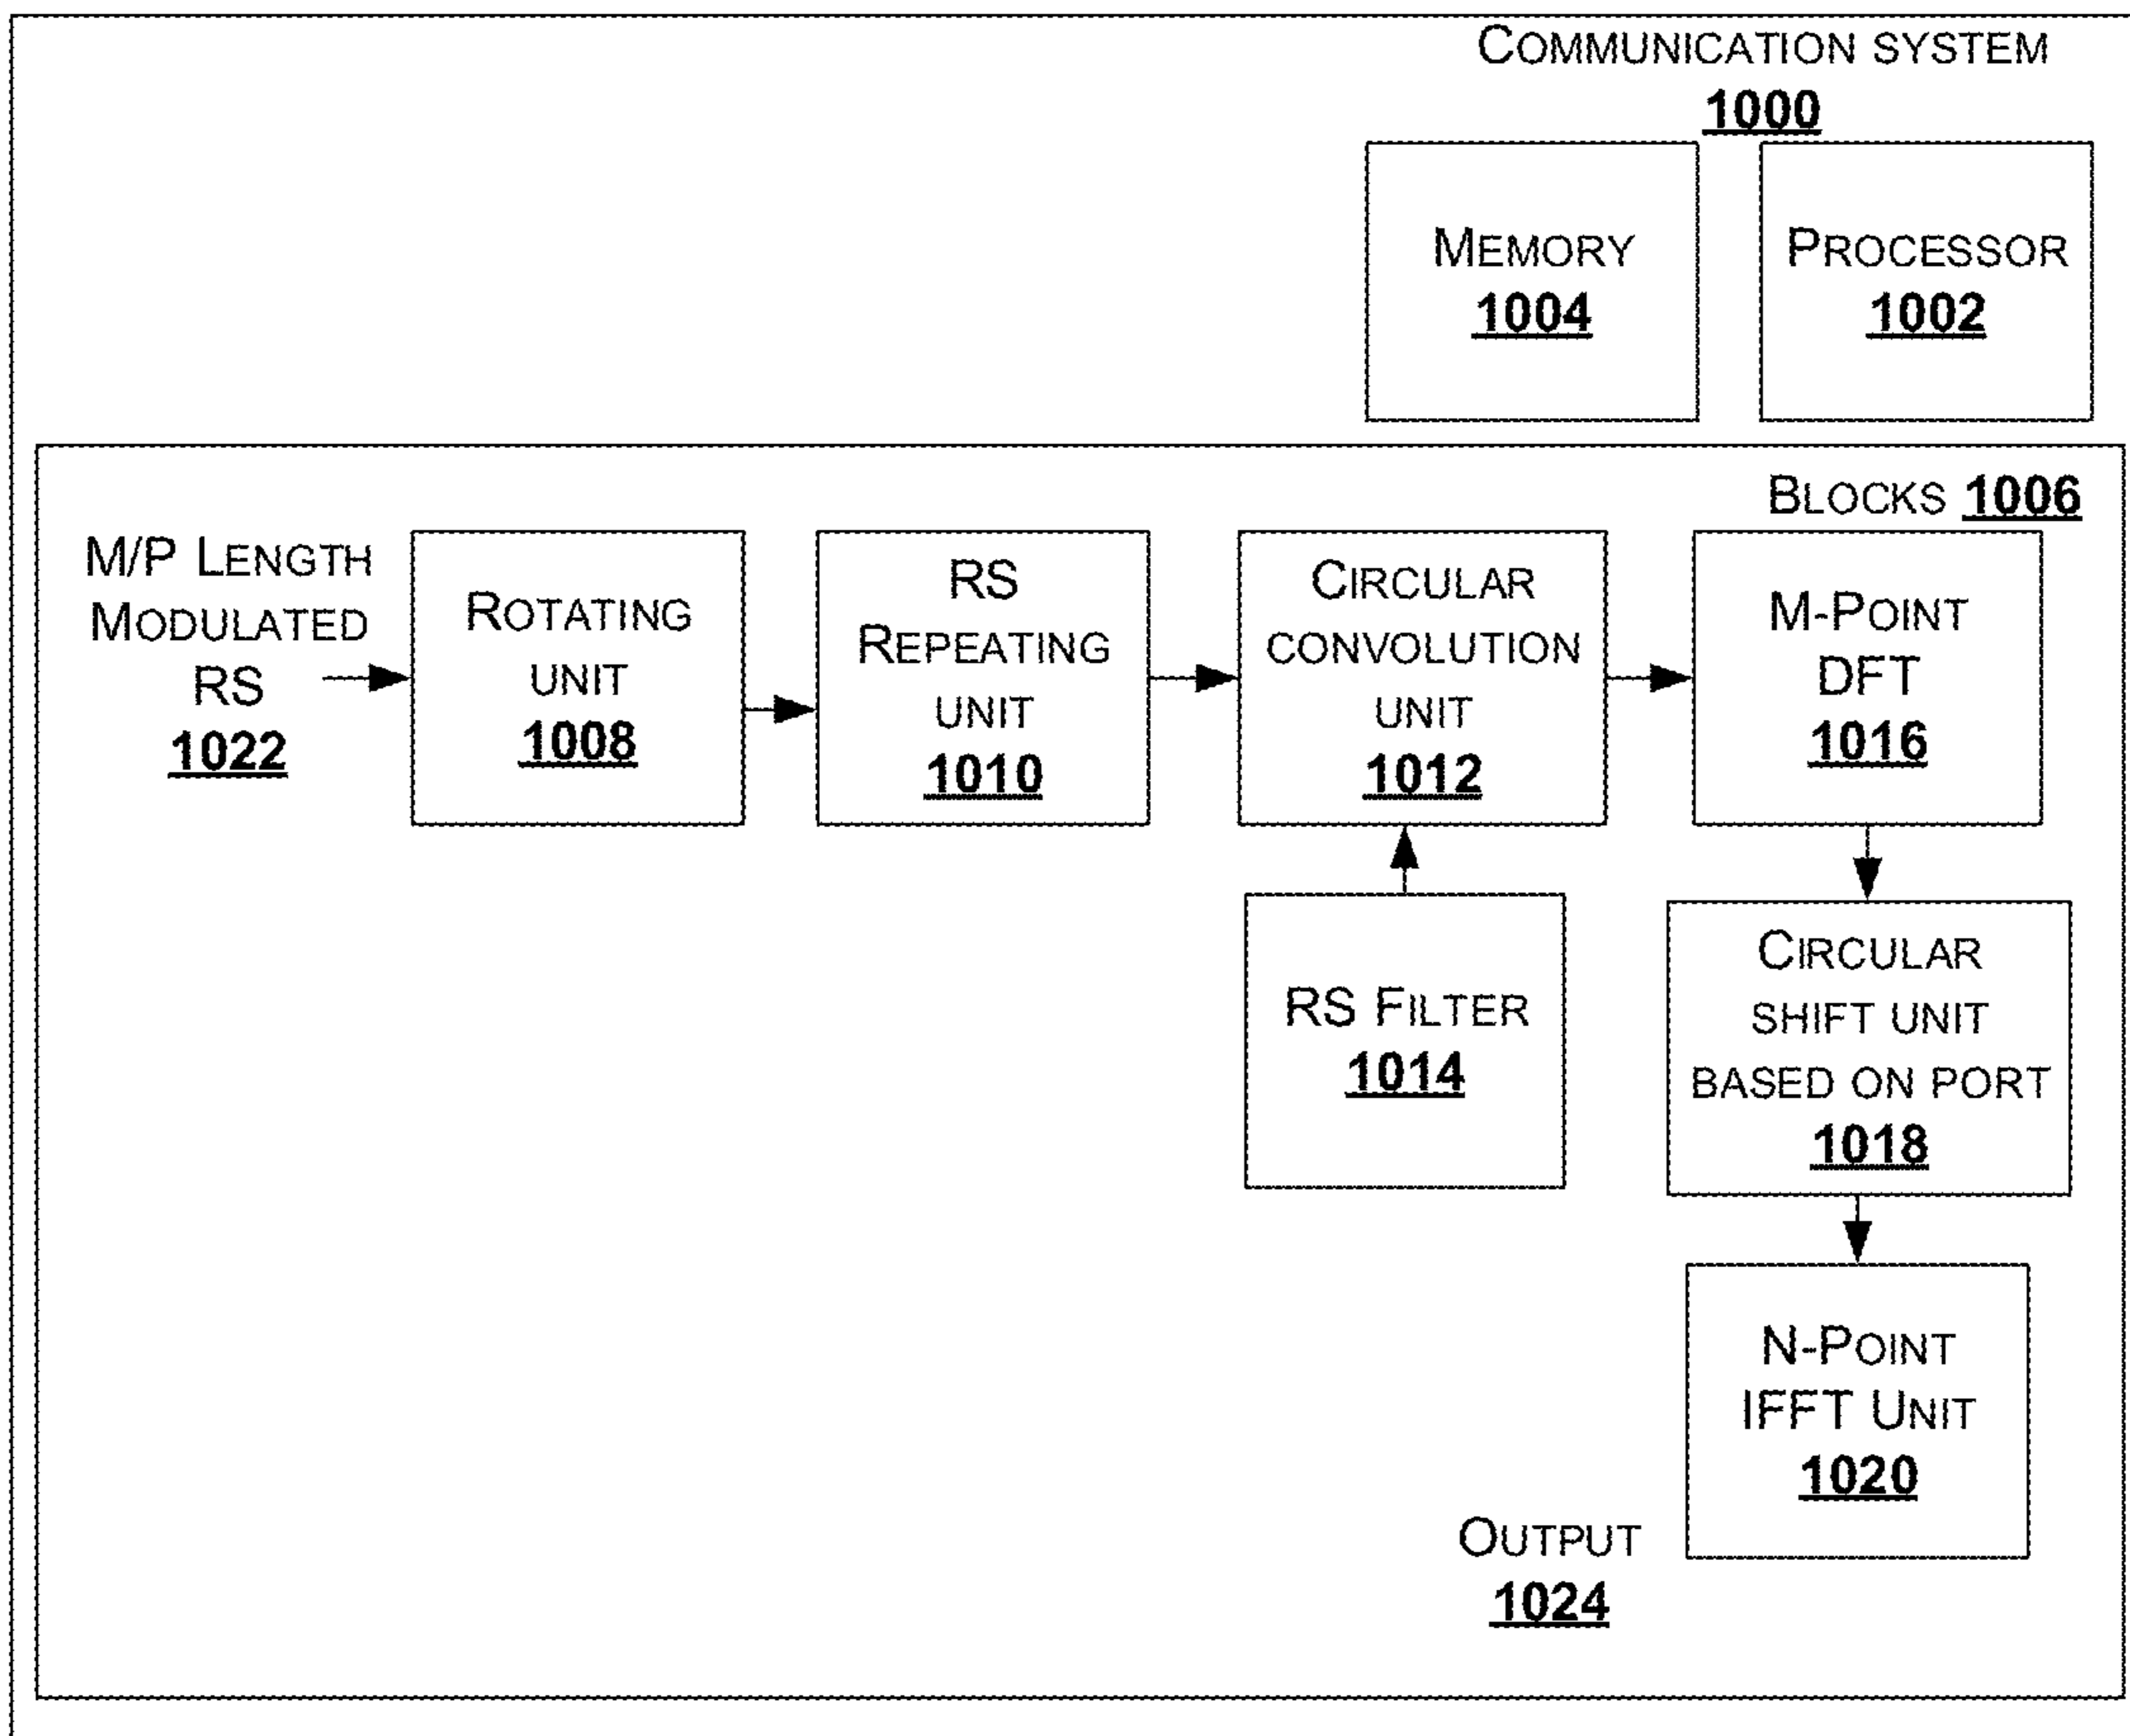 COMMUNICATION SYSTEM
1000
MEMORY
1004
PROCESSOR
1002
BLOCKS 1006
M/P LENGTH
MODULATED
RS
1022
ROTATING
UNIT
1008
RS
REPEATING
UNIT
1010
CIRCULAR
CONVOLUTION
UNIT
1012
M-POINT
DFT
1016
RS FILTER
1014
CIRCULAR
SHIFT UNIT
BASED ON PORT
1018
N-POINT
IFFT UNIT
1020
OUTPUT
1024